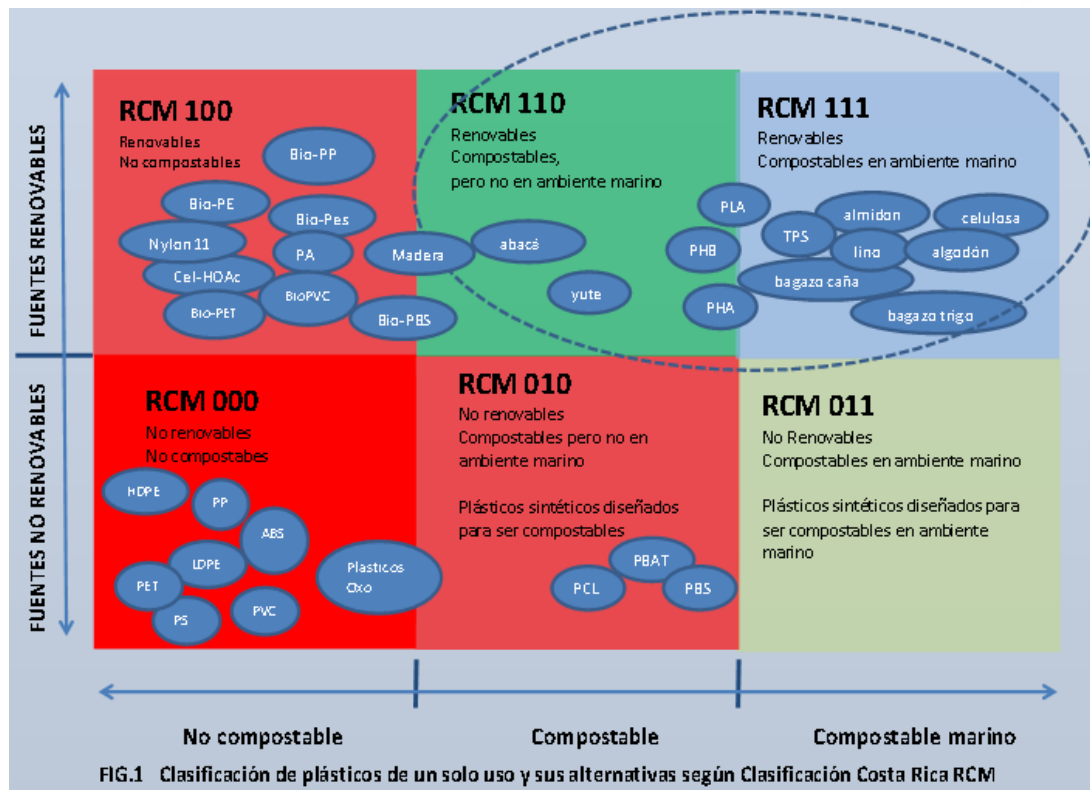 FUENTES RENOVABLES
RCM 100
Renovables
No compostables
Bio-PP
Bio-PE
Bio-Pes
Nylon 11
PA
Madera
Cel-HOAc
BioPVC
Bio-PET
Bio-PBS
RCM 110
Renovables
Compostables,
pero no en ambiente marino
abacá
yute
PLA
PHB
PHA
RCM 111
Renovables
Compostables en ambiente marino
almidon
celulosa
TPS
lino
algodón
bagazo caña
bagazo trigo
FUENTES NO RENOVABLES
RCM 000
No renovables
No compostabes
HDPE
PP
ABS
LDPE
PET
PS
PVC
Plasticos
Oxo
RCM 010
No renovables
Compostables pero no en
ambiente marino
Plásticos sintéticos diseñados
para ser compostables
PBAT
PCL
PBS
RCM 011
No Renovables
Compostables en ambiente marino
Plásticos sintéticos diseñados para
ser compostables en ambiente
marino
No compostable
Compostable
Compostable marino
FIG.1 Clasificación de plásticos de un solo uso y sus alternativas según Clasificación Costa Rica RCM